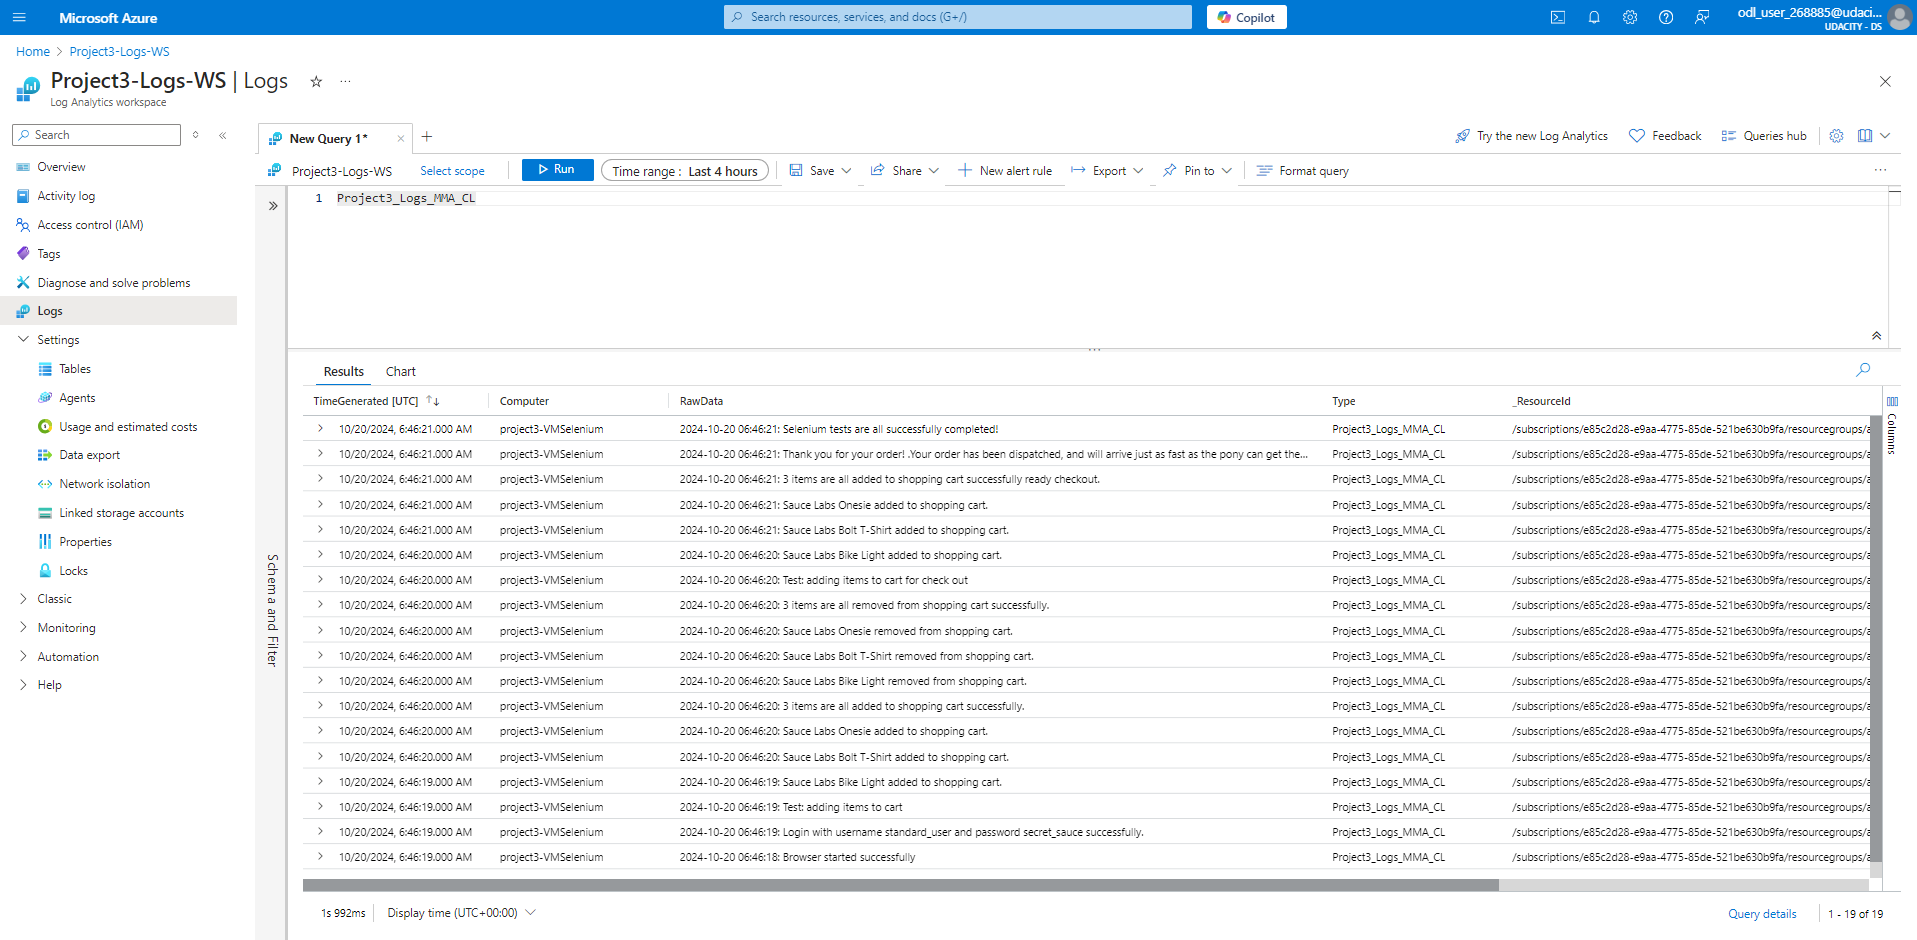 Microsoft Azure
Search resources, services, and docs (G+/)
Copilot
odl_user_268885@udaci...
UDACITY - DS
Home > Project3-Logs-WS
Project3-Logs-WS | Logs
Log Analytics workspace
Search
Overview
Activity log
Access control (IAM)
Tags
Diagnose and solve problems
Logs
Settings
Tables
Agents
Usage and estimated costs
Data export
Network isolation
Linked storage accounts
Properties
Locks
Classic
Monitoring
Automation
Help
New Query 1*
Try the new Log Analytics
Feedback
Queries hub
Project3-Logs-WS
Select scope
Run
Time range : Last 4 hours
Save
Share
New alert rule
Export
Pin to
Format query
1 Project3_Logs_MMA_CL
Schema and Filter
Results Chart
TimeGenerated [UTC] Computer RawData Type _ResourceId
10/20/2024, 6:46:21.000 AM project3-VMSelenium 2024-10-20 06:46:21: Selenium tests are all successfully completed! Project3_Logs_MMA_CL /subscriptions/e85c2d28-e9aa-4775-85de-521be630b9fa/resourcegroups/a
10/20/2024, 6:46:21.000 AM project3-VMSelenium 2024-10-20 06:46:21: Thank you for your order! .Your order has been dispatched, and will arrive just as fast as the pony can get the... Project3_Logs_MMA_CL /subscriptions/e85c2d28-e9aa-4775-85de-521be630b9fa/resourcegroups/a
10/20/2024, 6:46:21.000 AM project3-VMSelenium 2024-10-20 06:46:21: 3 items are all added to shopping cart successfully ready checkout. Project3_Logs_MMA_CL /subscriptions/e85c2d28-e9aa-4775-85de-521be630b9fa/resourcegroups/a
10/20/2024, 6:46:21.000 AM project3-VMSelenium 2024-10-20 06:46:21: Sauce Labs Onesie added to shopping cart. Project3_Logs_MMA_CL /subscriptions/e85c2d28-e9aa-4775-85de-521be630b9fa/resourcegroups/a
10/20/2024, 6:46:21.000 AM project3-VMSelenium 2024-10-20 06:46:21: Sauce Labs Bolt T-Shirt added to shopping cart. Project3_Logs_MMA_CL /subscriptions/e85c2d28-e9aa-4775-85de-521be630b9fa/resourcegroups/a
10/20/2024, 6:46:20.000 AM project3-VMSelenium 2024-10-20 06:46:20: Sauce Labs Bike Light added to shopping cart. Project3_Logs_MMA_CL /subscriptions/e85c2d28-e9aa-4775-85de-521be630b9fa/resourcegroups/a
10/20/2024, 6:46:20.000 AM project3-VMSelenium 2024-10-20 06:46:20: Test: adding items to cart for check out Project3_Logs_MMA_CL /subscriptions/e85c2d28-e9aa-4775-85de-521be630b9fa/resourcegroups/a
10/20/2024, 6:46:20.000 AM project3-VMSelenium 2024-10-20 06:46:20: 3 items are all removed from shopping cart successfully. Project3_Logs_MMA_CL /subscriptions/e85c2d28-e9aa-4775-85de-521be630b9fa/resourcegroups/a
10/20/2024, 6:46:20.000 AM project3-VMSelenium 2024-10-20 06:46:20: Sauce Labs Onesie removed from shopping cart. Project3_Logs_MMA_CL /subscriptions/e85c2d28-e9aa-4775-85de-521be630b9fa/resourcegroups/a
10/20/2024, 6:46:20.000 AM project3-VMSelenium 2024-10-20 06:46:20: Sauce Labs Bolt T-Shirt removed from shopping cart. Project3_Logs_MMA_CL /subscriptions/e85c2d28-e9aa-4775-85de-521be630b9fa/resourcegroups/a
10/20/2024, 6:46:20.000 AM project3-VMSelenium 2024-10-20 06:46:20: Sauce Labs Bike Light removed from shopping cart. Project3_Logs_MMA_CL /subscriptions/e85c2d28-e9aa-4775-85de-521be630b9fa/resourcegroups/a
10/20/2024, 6:46:20.000 AM project3-VMSelenium 2024-10-20 06:46:20: 3 items are all added to shopping cart successfully. Project3_Logs_MMA_CL /subscriptions/e85c2d28-e9aa-4775-85de-521be630b9fa/resourcegroups/a
10/20/2024, 6:46:20.000 AM project3-VMSelenium 2024-10-20 06:46:20: Sauce Labs Onesie added to shopping cart. Project3_Logs_MMA_CL /subscriptions/e85c2d28-e9aa-4775-85de-521be630b9fa/resourcegroups/a
10/20/2024, 6:46:20.000 AM project3-VMSelenium 2024-10-20 06:46:20: Sauce Labs Bolt T-Shirt added to shopping cart. Project3_Logs_MMA_CL /subscriptions/e85c2d28-e9aa-4775-85de-521be630b9fa/resourcegroups/a
10/20/2024, 6:46:19.000 AM project3-VMSelenium 2024-10-20 06:46:19: Sauce Labs Bike Light added to shopping cart. Project3_Logs_MMA_CL /subscriptions/e85c2d28-e9aa-4775-85de-521be630b9fa/resourcegroups/a
10/20/2024, 6:46:19.000 AM project3-VMSelenium 2024-10-20 06:46:19: Test: adding items to cart Project3_Logs_MMA_CL /subscriptions/e85c2d28-e9aa-4775-85de-521be630b9fa/resourcegroups/a
10/20/2024, 6:46:19.000 AM project3-VMSelenium 2024-10-20 06:46:19: Login with username standard_user and password secret_sauce successfully. Project3_Logs_MMA_CL /subscriptions/e85c2d28-e9aa-4775-85de-521be630b9fa/resourcegroups/a
10/20/2024, 6:46:19.000 AM project3-VMSelenium 2024-10-20 06:46:18: Browser started successfully Project3_Logs_MMA_CL /subscriptions/e85c2d28-e9aa-4775-85de-521be630b9fa/resourcegroups/a
Columns
1s 992ms
Display time (UTC+00:00)
Query details
1 - 19 of 19